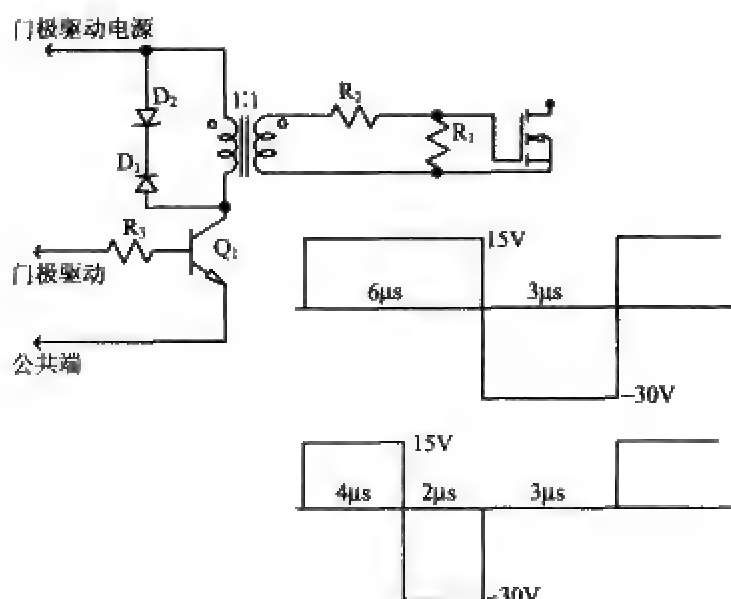 门极驱动电源
D₂
1:1
R₂
R₁
D₁
R₃
Q₁
门极驱动
公共端
15V
6μs
3μs
-30V
15V
4μs
2μs
3μs
-30V